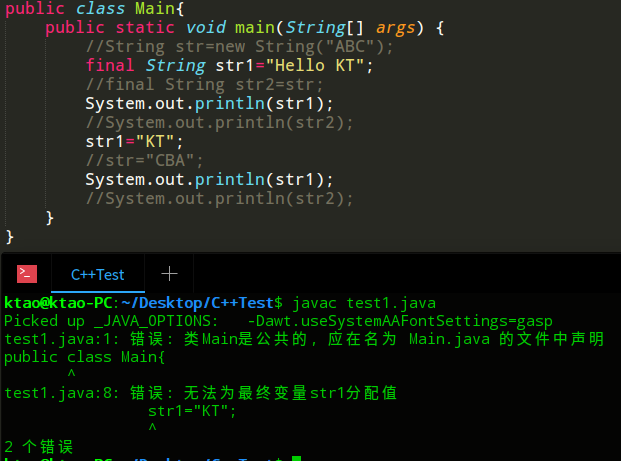 public class Main{
public static void main(String[] args) {
//String str=new String("ABC");
final String str1="Hello KT";
//final String str2=str;
System.out.println(str1);
//System.out.println(str2);
str1="KT";
//str="CBA";
System.out.println(str1);
//System.out.println(str2);
}
}
C++Test
ktao@ktao-PC:~/Desktop/C++Test$ javac test1.java
Picked up _JAVA_OPTIONS:   -Dawt.useSystemAAFontSettings=gasp
test1.java:1: 错误: 类Main是公共的, 应在名为 Main.java 的文件中声明
public class Main{
^
test1.java:8: 错误: 无法为最终变量str1分配值
str1="KT";
^
2 个错误
ktao@ktao-PC:~/Desktop/C++Test$